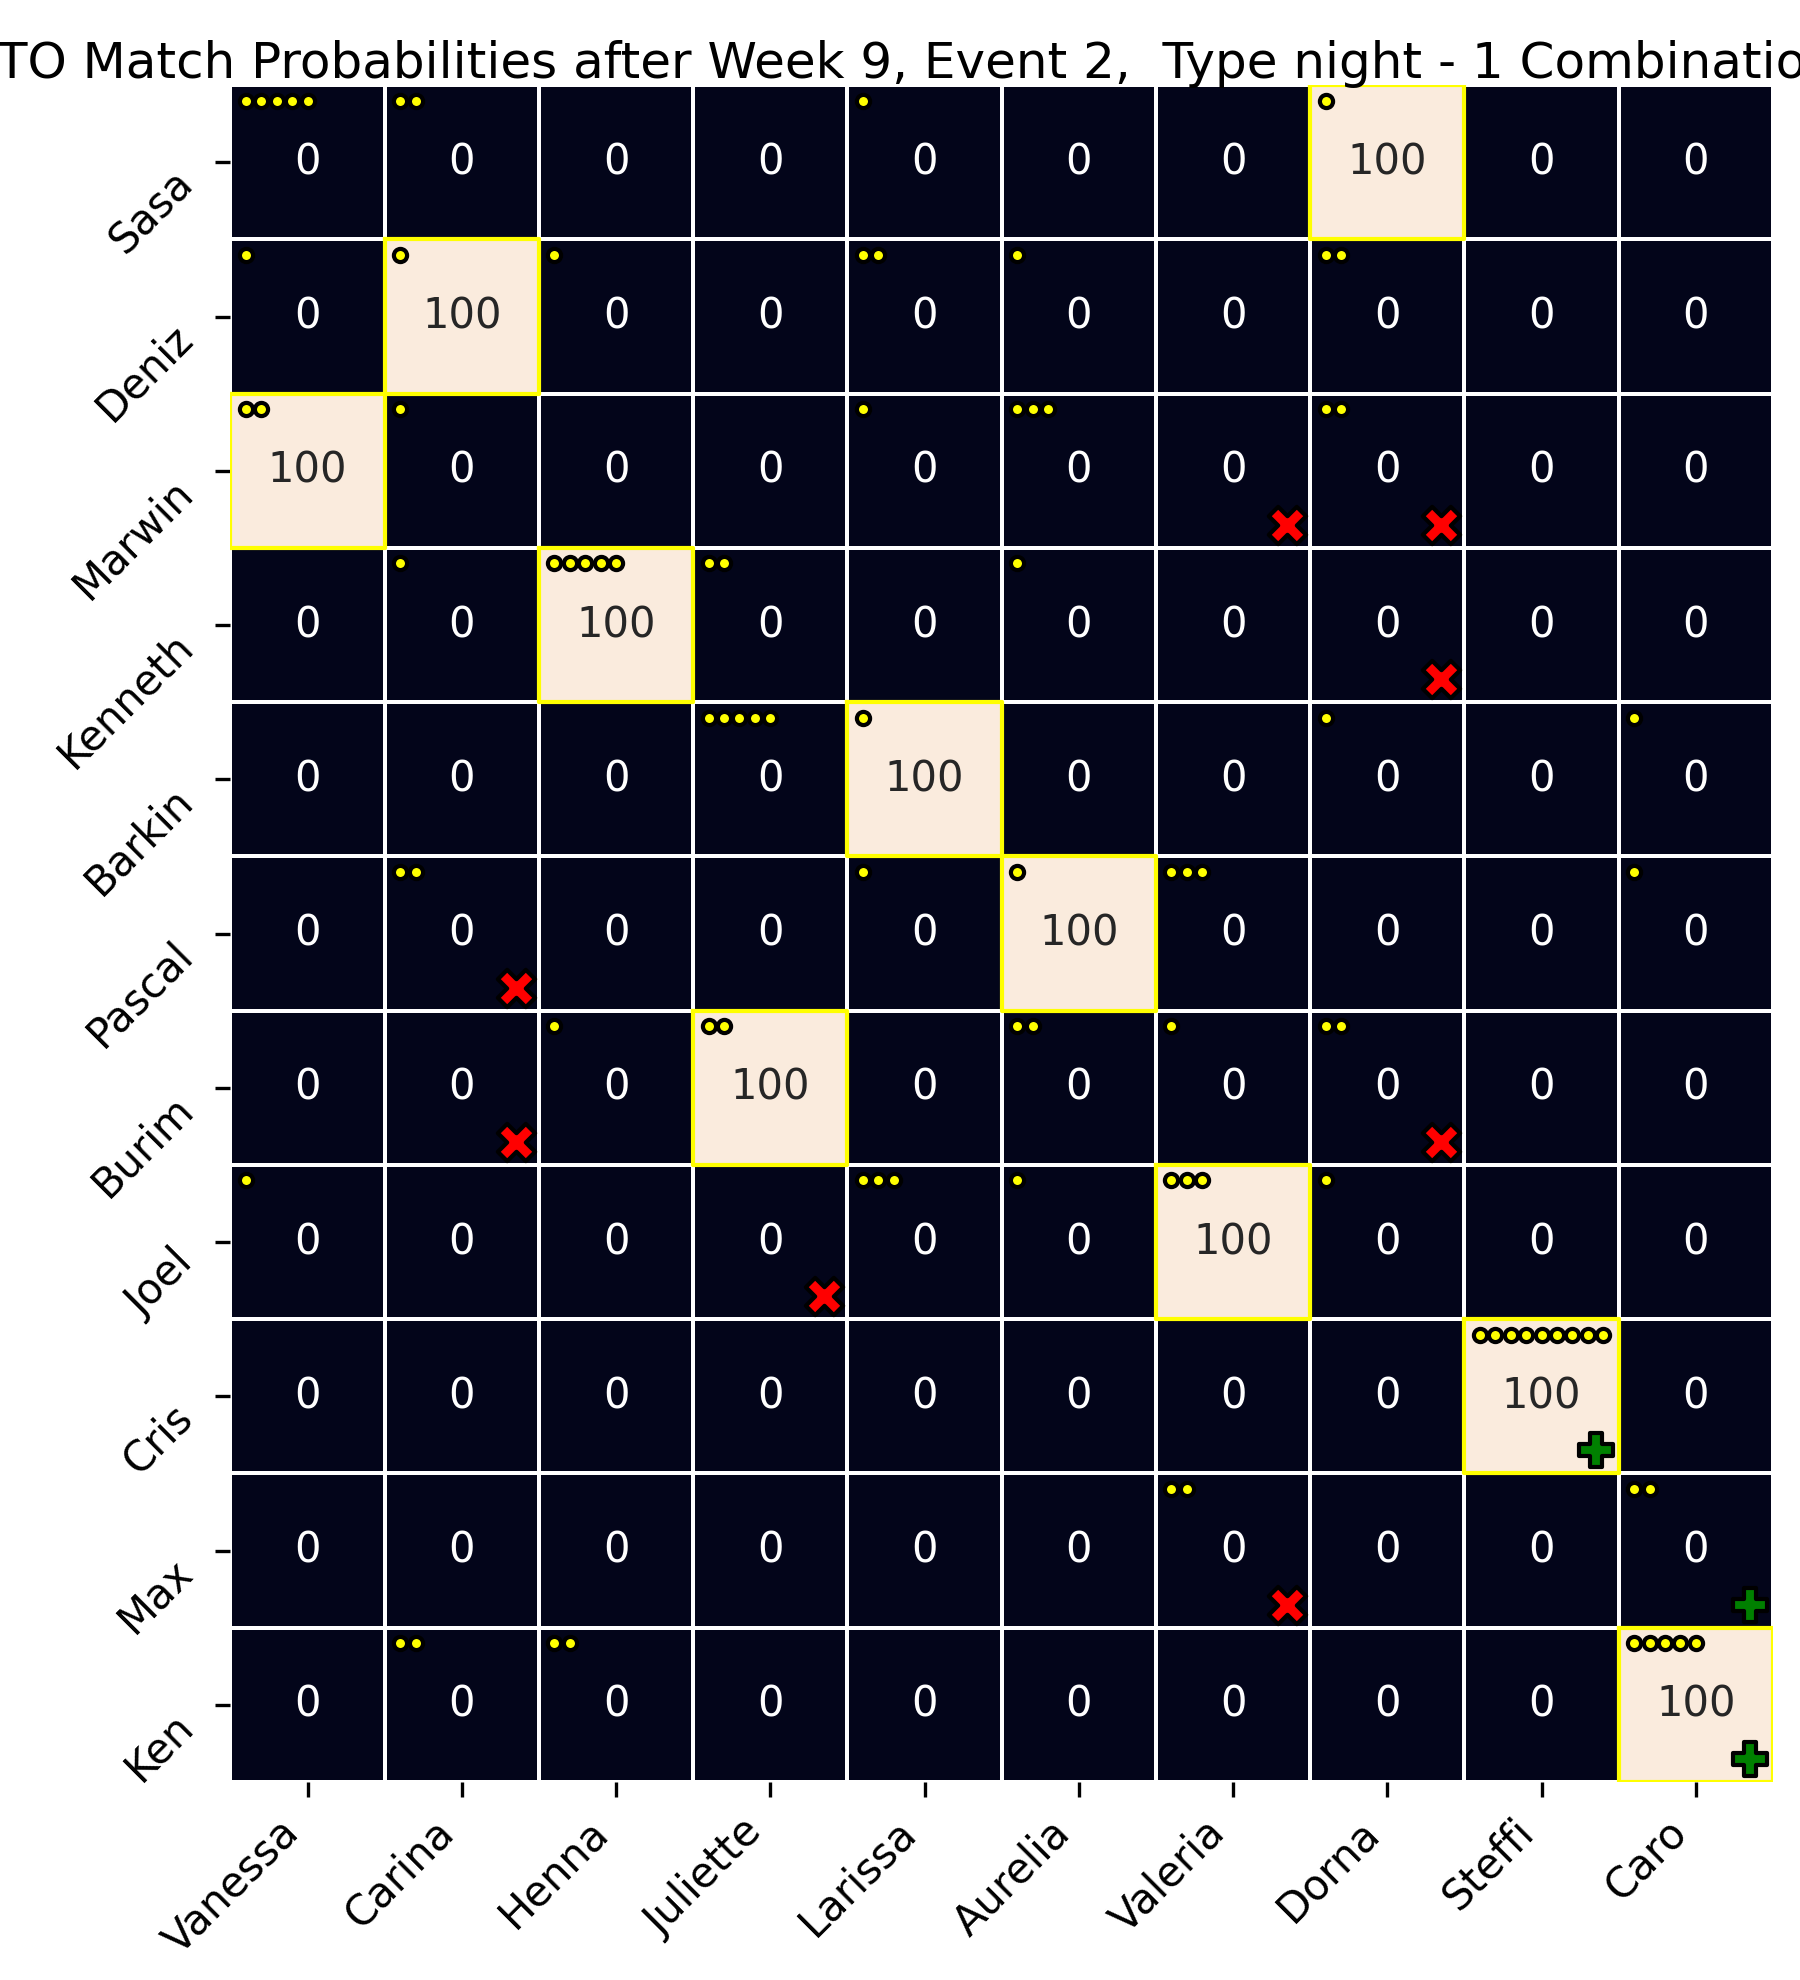 TO Match Probabilities after Week 9, Event 2, Type night - 1 Combinatio
Sasa 0 0 0 0 0 0 0 100 0 0
Deniz 0 100 0 0 0 0 0 0 0 0
Marwin 100 0 0 0 0 0 0 0 0 0
Kenneth 0 0 100 0 0 0 0 0 0 0
Barkin 0 0 0 0 100 0 0 0 0 0
Pascal 0 0 0 0 0 100 0 0 0 0
Burim 0 0 0 100 0 0 0 0 0 0
Joel 0 0 0 0 0 0 100 0 0 0
Cris 0 0 0 0 0 0 0 0 100 0
Max 0 0 0 0 0 0 0 0 0 0
Ken 0 0 0 0 0 0 0 0 0 100
Vanessa Carina Henna Juliette Larissa Aurelia Valeria Dorna Steffi Caro